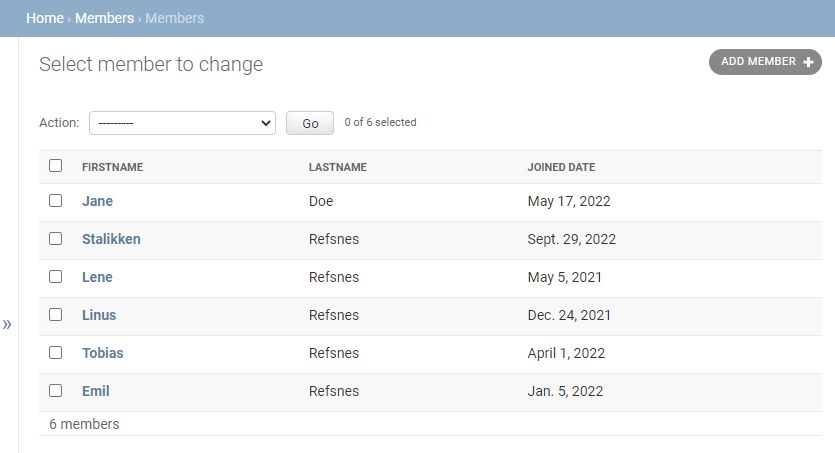 Home › Members › Members
Select member to change
ADD MEMBER +
Action: --------- Go 0 of 6 selected
FIRSTNAME LASTNAME JOINED DATE
Jane Doe May 17, 2022
Stalikken Refsnes Sept. 29, 2022
Lene Refsnes May 5, 2021
Linus Refsnes Dec. 24, 2021
Tobias Refsnes April 1, 2022
Emil Refsnes Jan. 5, 2022
6 members
»